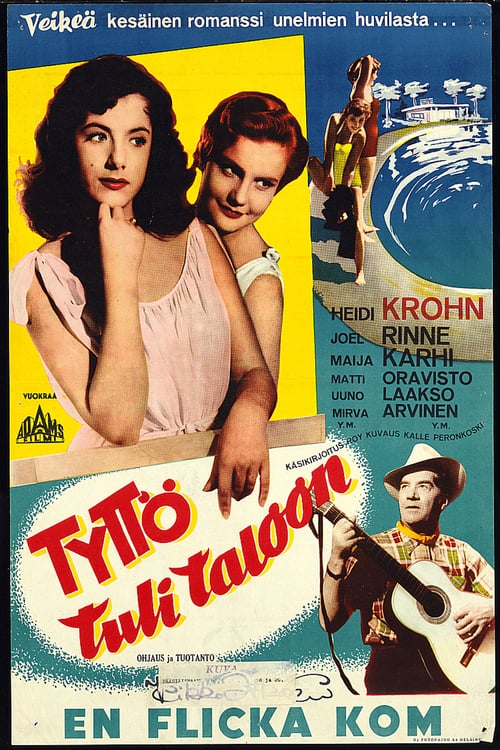 Veikeä kesäinen romanssi unelmien huvilasta...
HEIDI KROHN
JOEL RINNE
MAIJA KARHI
MATTI ORAVISTO
UUNO LAAKSO
MIRVA ARVINEN
Y.M. Y.M.
VUOKRAA
ADAMS
FILMI
KÄSIKIRJOITUS: ROY KUVAUS KALLE PERONKOSKI
TYTTÖ
tuli taloon
OHJAUS ja TUOTANTO
KUVA
EN FLICKA KOM